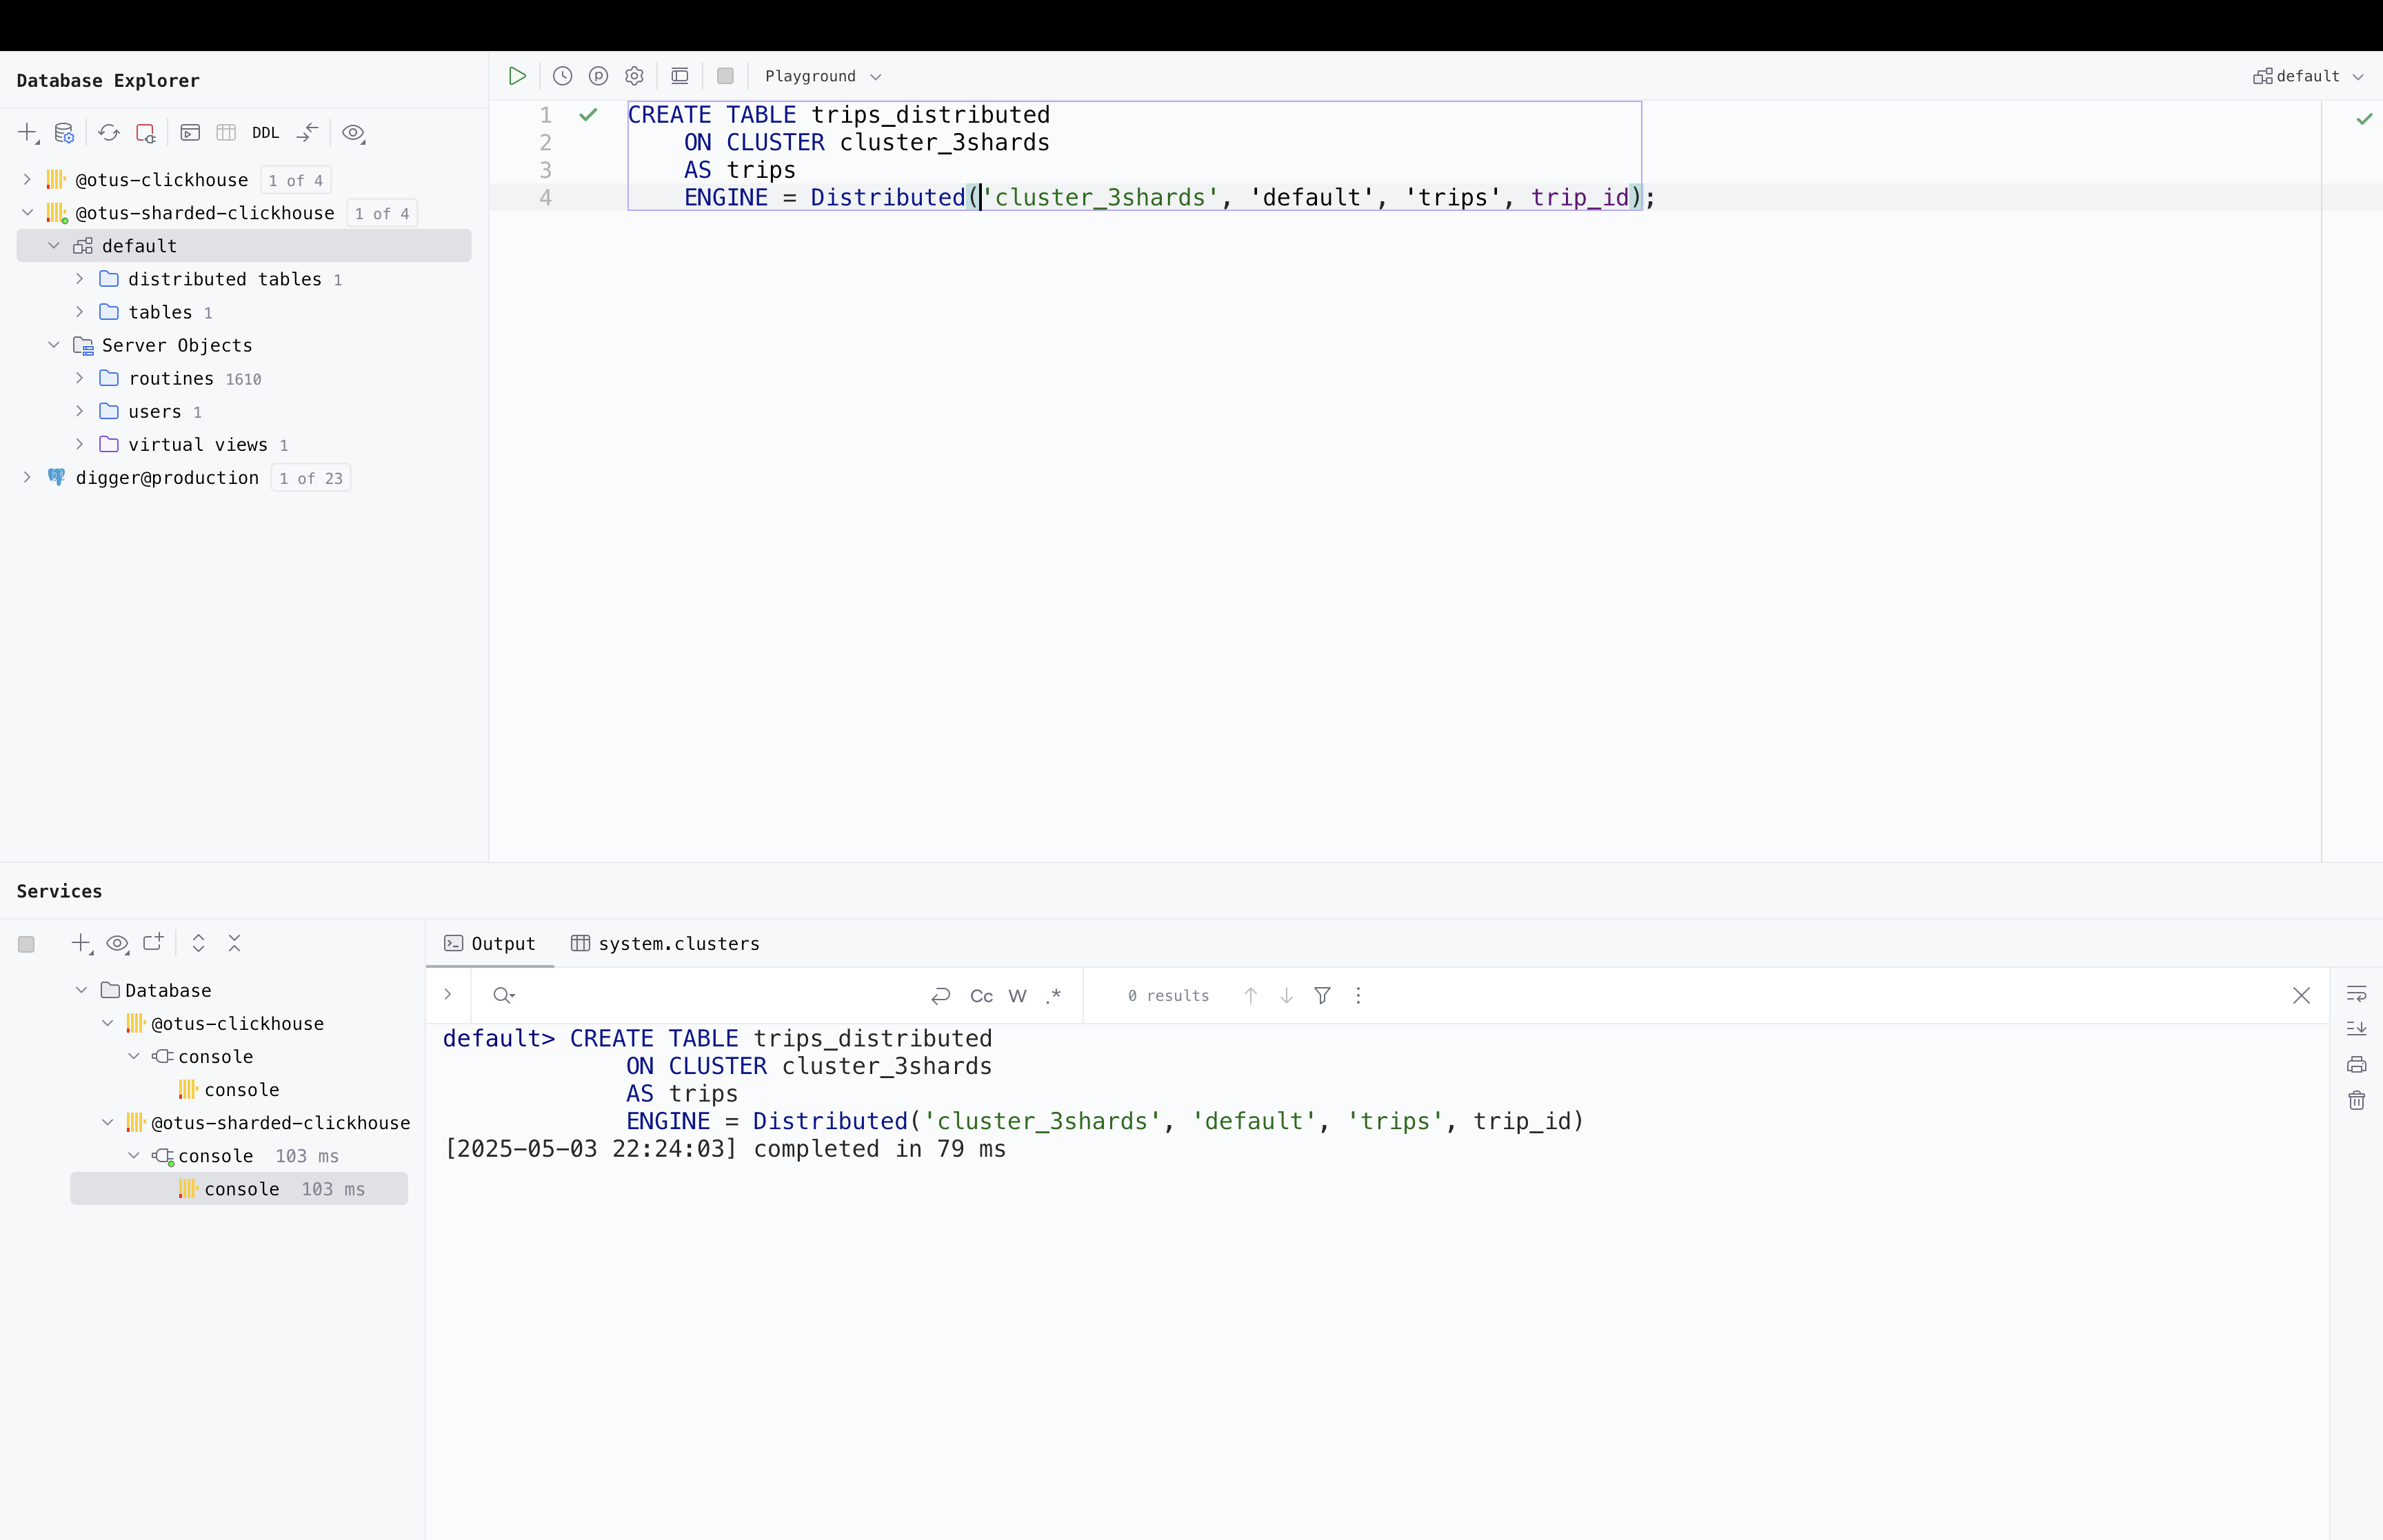 Database Explorer
DDL
@otus-clickhouse 1 of 4
@otus-sharded-clickhouse 1 of 4
default
distributed tables 1
tables 1
Server Objects
routines 1610
users 1
virtual views 1
digger@production 1 of 23
Playground
default
1 CREATE TABLE trips_distributed
2 ON CLUSTER cluster_3shards
3 AS trips
4 ENGINE = Distributed('cluster_3shards', 'default', 'trips', trip_id);
Services
Database
@otus-clickhouse
console
console
@otus-sharded-clickhouse
console 103 ms
console 103 ms
Output system.clusters
Cc W .* 0 results
default> CREATE TABLE trips_distributed
ON CLUSTER cluster_3shards
AS trips
ENGINE = Distributed('cluster_3shards', 'default', 'trips', trip_id)
[2025-05-03 22:24:03] completed in 79 ms